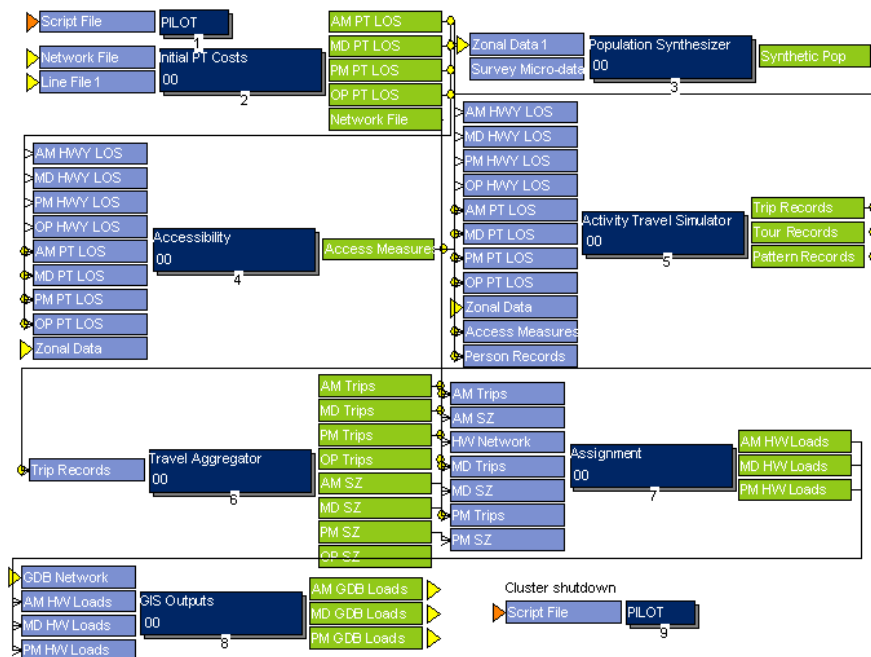 Script File
PILOT
1
Network File
Line File 1
Initial PT Costs
00
2
AM PT LOS
MD PT LOS
PM PT LOS
OP PT LOS
Network File
Zonal Data 1
Survey Micro-data
Population Synthesizer
00
3
Synthetic Pop
AM HWY LOS
MD HWY LOS
PM HWY LOS
OP HWY LOS
AM PT LOS
MD PT LOS
PM PT LOS
OP PT LOS
Zonal Data
Accessibility
00
4
Access Measures
AM HWY LOS
MD HWY LOS
PM HWY LOS
OP HWY LOS
AM PT LOS
MD PT LOS
PM PT LOS
OP PT LOS
Zonal Data
Access Measures
Person Records
Activity Travel Simulator
00
5
Trip Records
Tour Records
Pattern Records
Trip Records
Travel Aggregator
00
6
AM Trips
MD Trips
PM Trips
OP Trips
AM SZ
MD SZ
PM SZ
OP SZ
AM Trips
AM SZ
HW Network
MD Trips
MD SZ
PM Trips
PM SZ
Assignment
00
7
AM HW Loads
MD HW Loads
PM HW Loads
GDB Network
AM HW Loads
MD HW Loads
PM HW Loads
GIS Outputs
00
8
AM GDB Loads
MD GDB Loads
PM GDB Loads
Cluster shutdown
Script File
PILOT
9